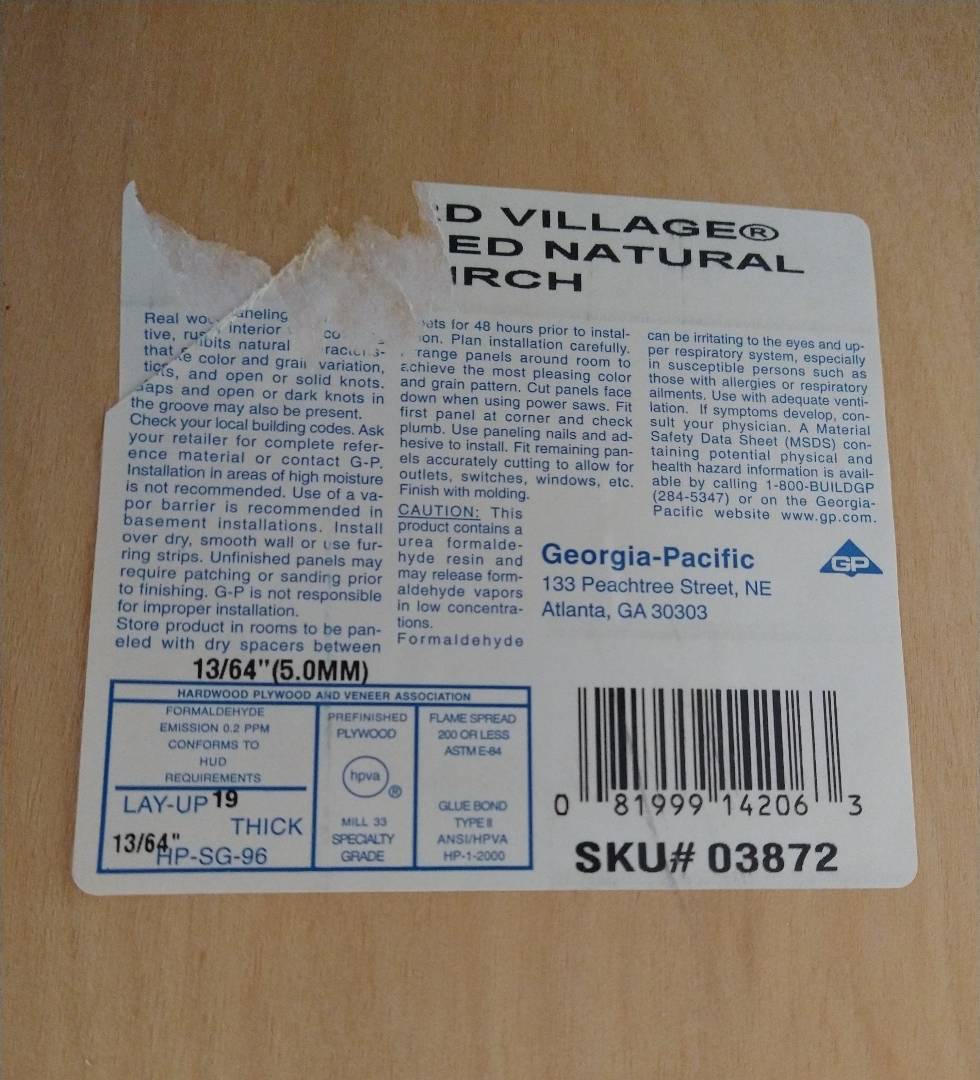 VILLAGE®
NATURAL
Real
tive, interior
natural
that color and variation,
and open or solid knots.
and open or dark knots in
the groove may also be present.
Check your local building codes. Ask
your retailer for complete refer-
ence material or contact G-P.
Installation in areas of high moisture
is not recommended. Use of a va-
por barrier is recommended in
basement installations. Install
over dry, smooth wall or use fur-
ring strips. Unfinished panels may
require patching or sanding prior
to finishing. G-P is not responsible
for improper installation.
Store product in rooms to be pan-
eled with dry spacers between
for 48 hours prior to instal-
Plan installation carefully.
range panels around room to
achieve the most pleasing color
and grain pattern. Cut panels face
down when using power saws. Fit
first panel at corner and check
plumb. Use paneling nails and ad-
hesive to install. Fit remaining pan-
els accurately cutting to allow for
outlets, switches, windows, etc.
Finish with molding.
CAUTION: This
product contains a
urea formalde-
hyde resin and
may release form-
aldehyde vapors
in low concentra-
tions.
Formaldehyde
can be irritating to the eyes and up-
per respiratory system, especially
in susceptible persons such as
those with allergies or respiratory
ailments. Use with adequate venti-
lation. If symptoms develop, con-
sult your physician. A Material
Safety Data Sheet (MSDS) con-
taining potential physical and
health hazard information is avail-
able by calling 1-800-BUILDGP
(284-5347) or on the Georgia-
Pacific website www.gp.com.
Georgia-Pacific
133 Peachtree Street, NE
Atlanta, GA 30303
GP
13/64"(5.0MM)
HARDWOOD PLYWOOD AND VENEER ASSOCIATION
FORMALDEHYDE
EMISSION 0.2 PPM
CONFORMS TO
HUD
REQUIREMENTS
LAY-UP 19
THICK
13/64"
HP-SG-96
PREFINISHED
PLYWOOD
hpva ®
MILL 33
SPECIALTY
GRADE
FLAME SPREAD
200 OR LESS
ASTM E-84
GLUE BOND
TYPE II
ANSI/HPVA
HP-1-2000
0 81999 14206 3
SKU# 03872